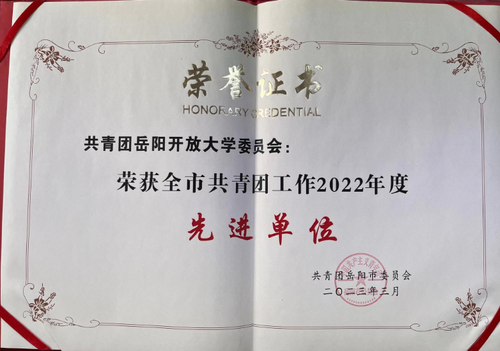 荣誉证书
HONORARY CREDENTIAL
共青团岳阳开放大学委员会：
荣获全市共青团工作2022年度
先进单位
共青团岳阳市委员会
二〇二三年三月